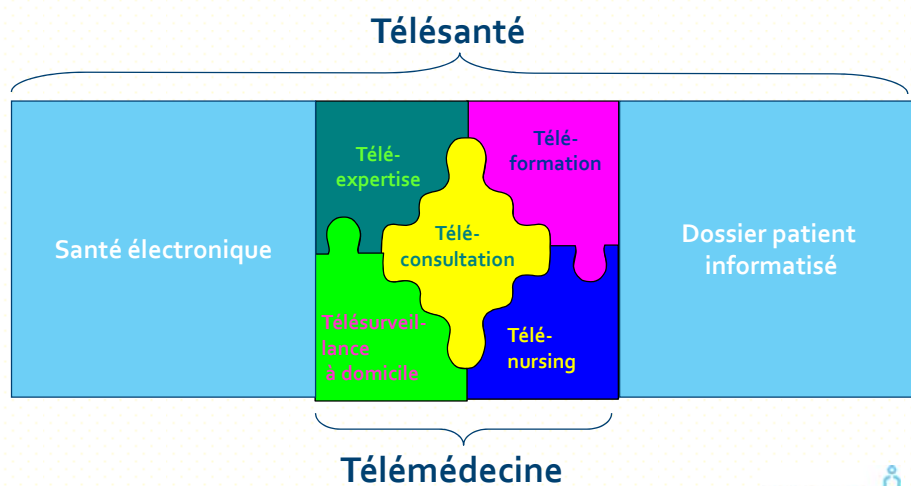 Télésanté
Santé électronique
Télé-
expertise
Télé-
formation
Télé-
consultation
Télésurveil-
lance
à domicile
Télé-
nursing
Dossier patient
informatisé
Télémédecine